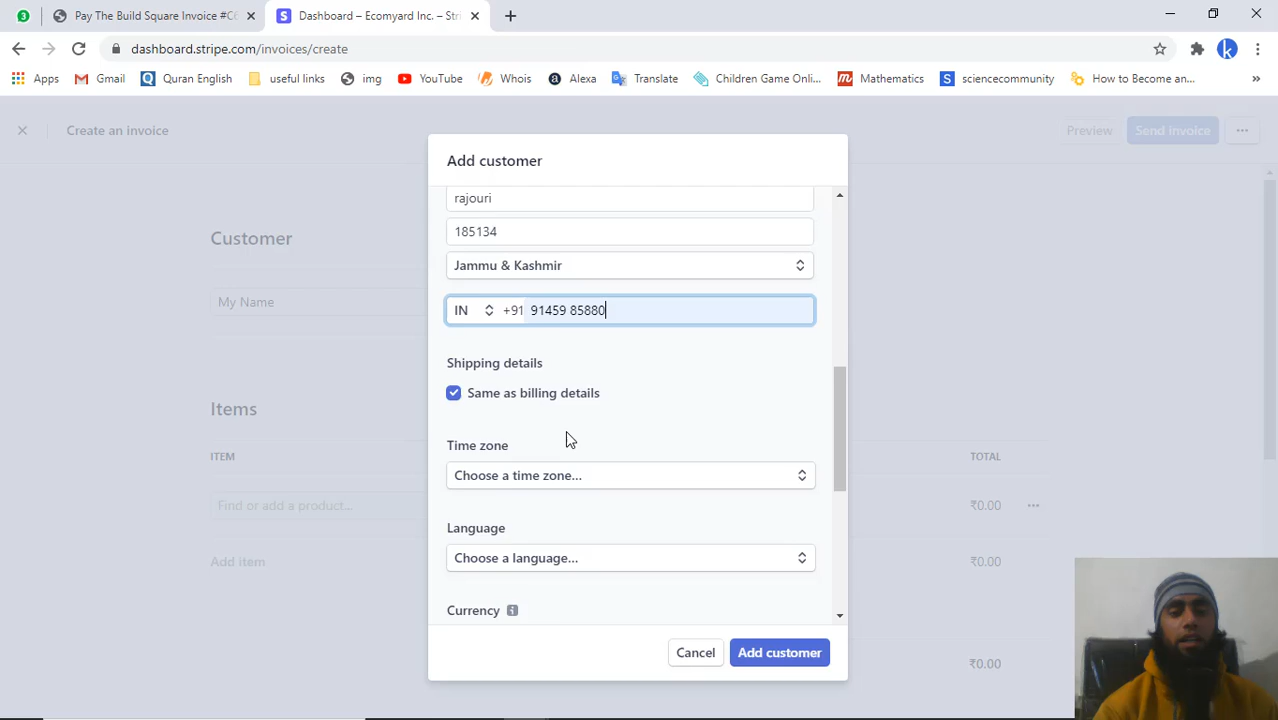 3
Pay The Build Square Invoice #C6
Dashboard – Ecomyard Inc. – Stri
dashboard.stripe.com/invoices/create
Apps
Gmail
Quran English
useful links
img
YouTube
Whois
Alexa
Translate
Children Game Onli...
Mathematics
sciencecommunity
How to Become an...
Create an invoice
Preview
Send invoice
Add customer
rajouri
185134
Customer
Jammu & Kashmir
My Name
IN +91 91459 85880
Shipping details
Same as billing details
Items
Time zone
ITEM
TOTAL
Choose a time zone...
Find or add a product...
₹0.00
Language
Choose a language...
Add item
₹0.00
Currency
Cancel
Add customer
₹0.00